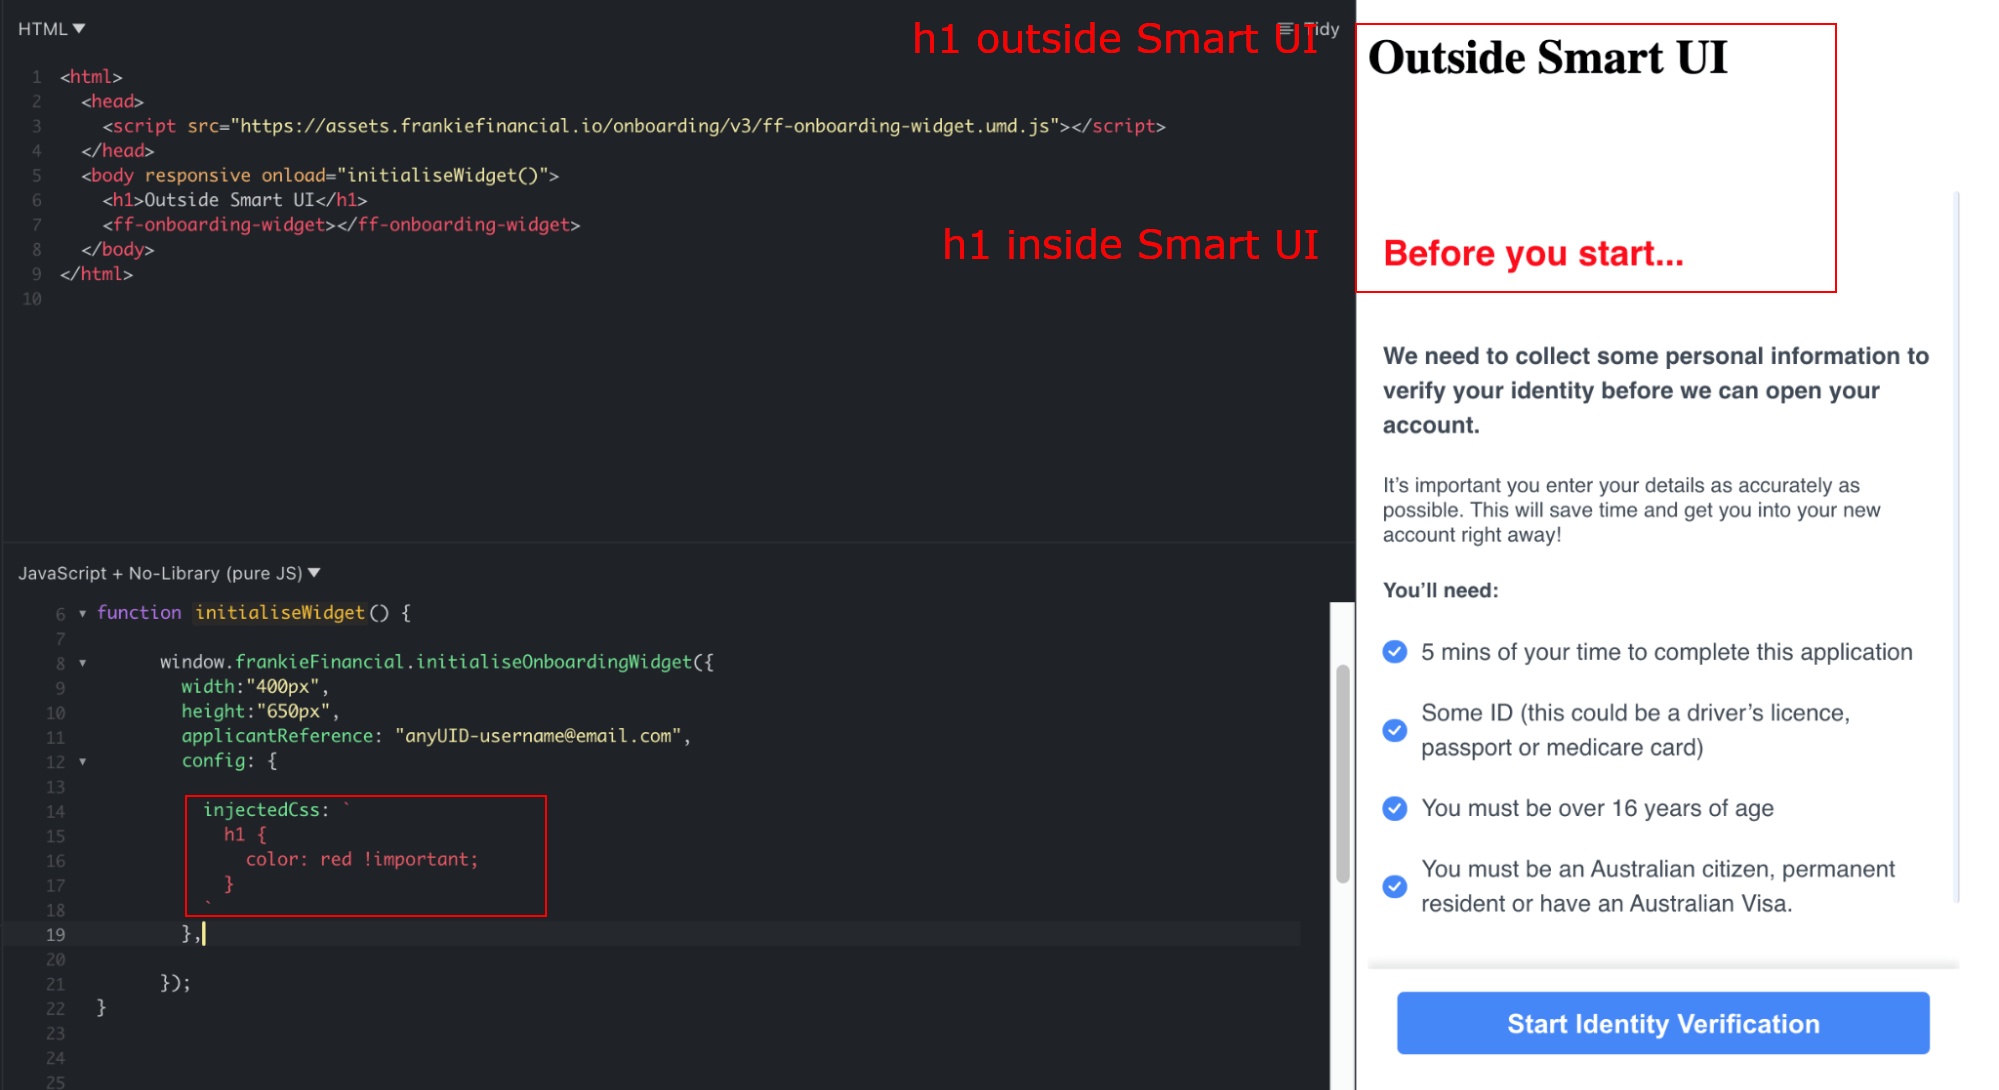 HTML▼
Tidy
h1 outside Smart UI
1 <html>
2 <head>
3 <script src="https://assets.frankiefinancial.io/onboarding/v3/ff-onboarding-widget.umd.js"></script>
4 </head>
5 <body responsive onload="initialiseWidget()">
6 <h1>Outside Smart UI</h1>
7 <ff-onboarding-widget></ff-onboarding-widget>
8 </body>
9 </html>
10
h1 inside Smart UI
JavaScript + No-Library (pure JS)▼
6 ▾ function initialiseWidget() {
7
8 ▾ window.frankieFinancial.initialiseOnboardingWidget({
9 width:"400px",
10 height:"650px",
11 applicantReference: "anyUID-username@email.com",
12 ▾ config: {
13
14 injectedCss: `
15 h1 {
16 color: red !important;
17 }
18 `
19 },
20
21 });
22 }
23
24
25
Outside Smart UI
Before you start...
We need to collect some personal information to
verify your identity before we can open your
account.
It’s important you enter your details as accurately as
possible. This will save time and get you into your new
account right away!
You’ll need:
5 mins of your time to complete this application
Some ID (this could be a driver’s licence,
passport or medicare card)
You must be over 16 years of age
You must be an Australian citizen, permanent
resident or have an Australian Visa.
Start Identity Verification